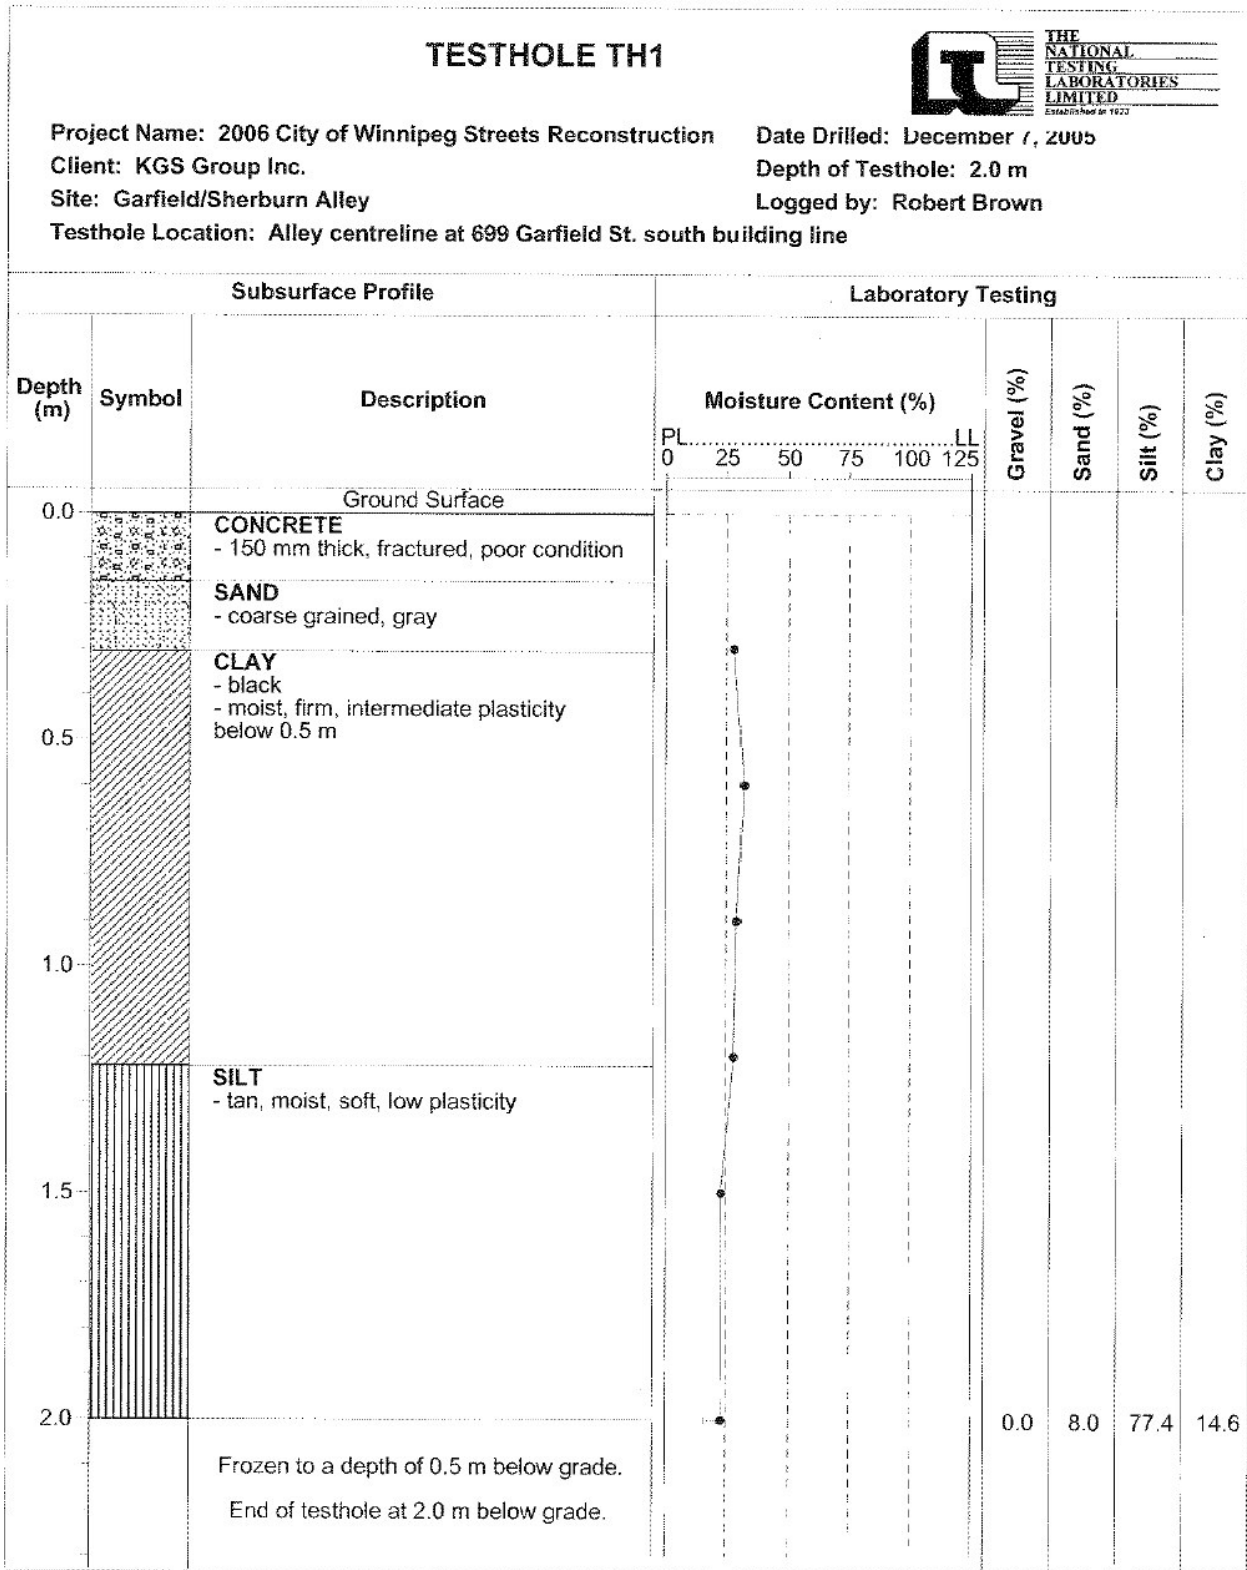 TESTHOLE TH1
THE
NATIONAL
TESTING
LABORATORIES
LIMITED
Established in 1923
Project Name: 2006 City of Winnipeg Streets Reconstruction
Date Drilled: December 7, 2005
Client: KGS Group Inc.
Depth of Testhole: 2.0 m
Site: Garfield/Sherburn Alley
Logged by: Robert Brown
Testhole Location: Alley centreline at 699 Garfield St. south building line
Subsurface Profile
Laboratory Testing
Depth
(m)
Symbol
Description
Moisture Content (%)
PL LL
0 25 50 75 100 125
Gravel (%)
Sand (%)
Silt (%)
Clay (%)
Ground Surface
0.0
CONCRETE
- 150 mm thick, fractured, poor condition
SAND
- coarse grained, gray
CLAY
- black
- moist, firm, intermediate plasticity
below 0.5 m
0.5
1.0
SILT
- tan, moist, soft, low plasticity
1.5
2.0
0.0 8.0 77.4 14.6
Frozen to a depth of 0.5 m below grade.
End of testhole at 2.0 m below grade.